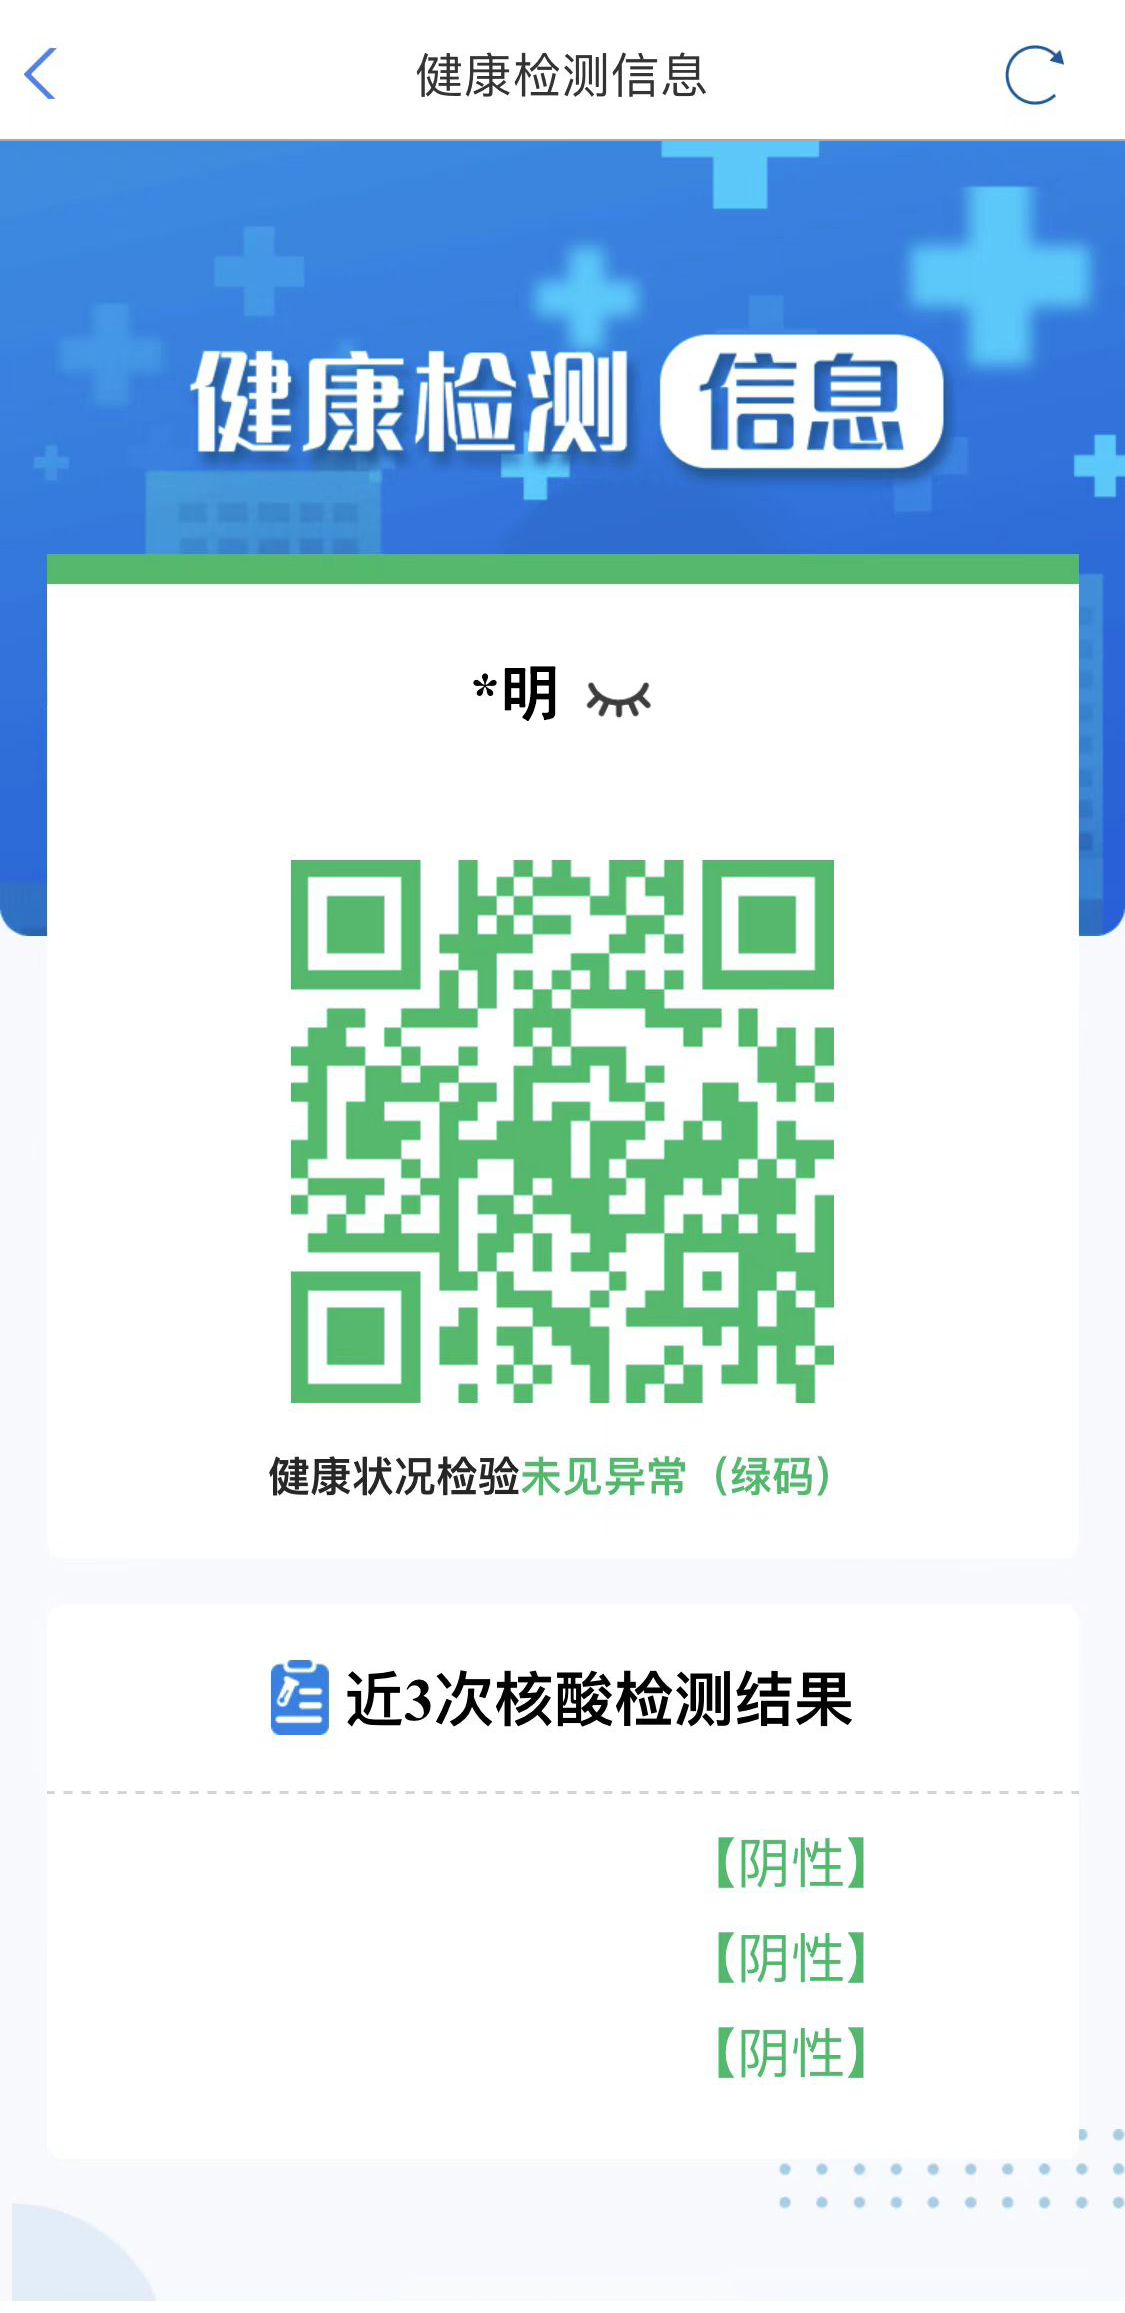 健康检测信息
健康检测 信息
*明
健康状况检验未见异常（绿码）
近3次核酸检测结果
【阴性】
【阴性】
【阴性】